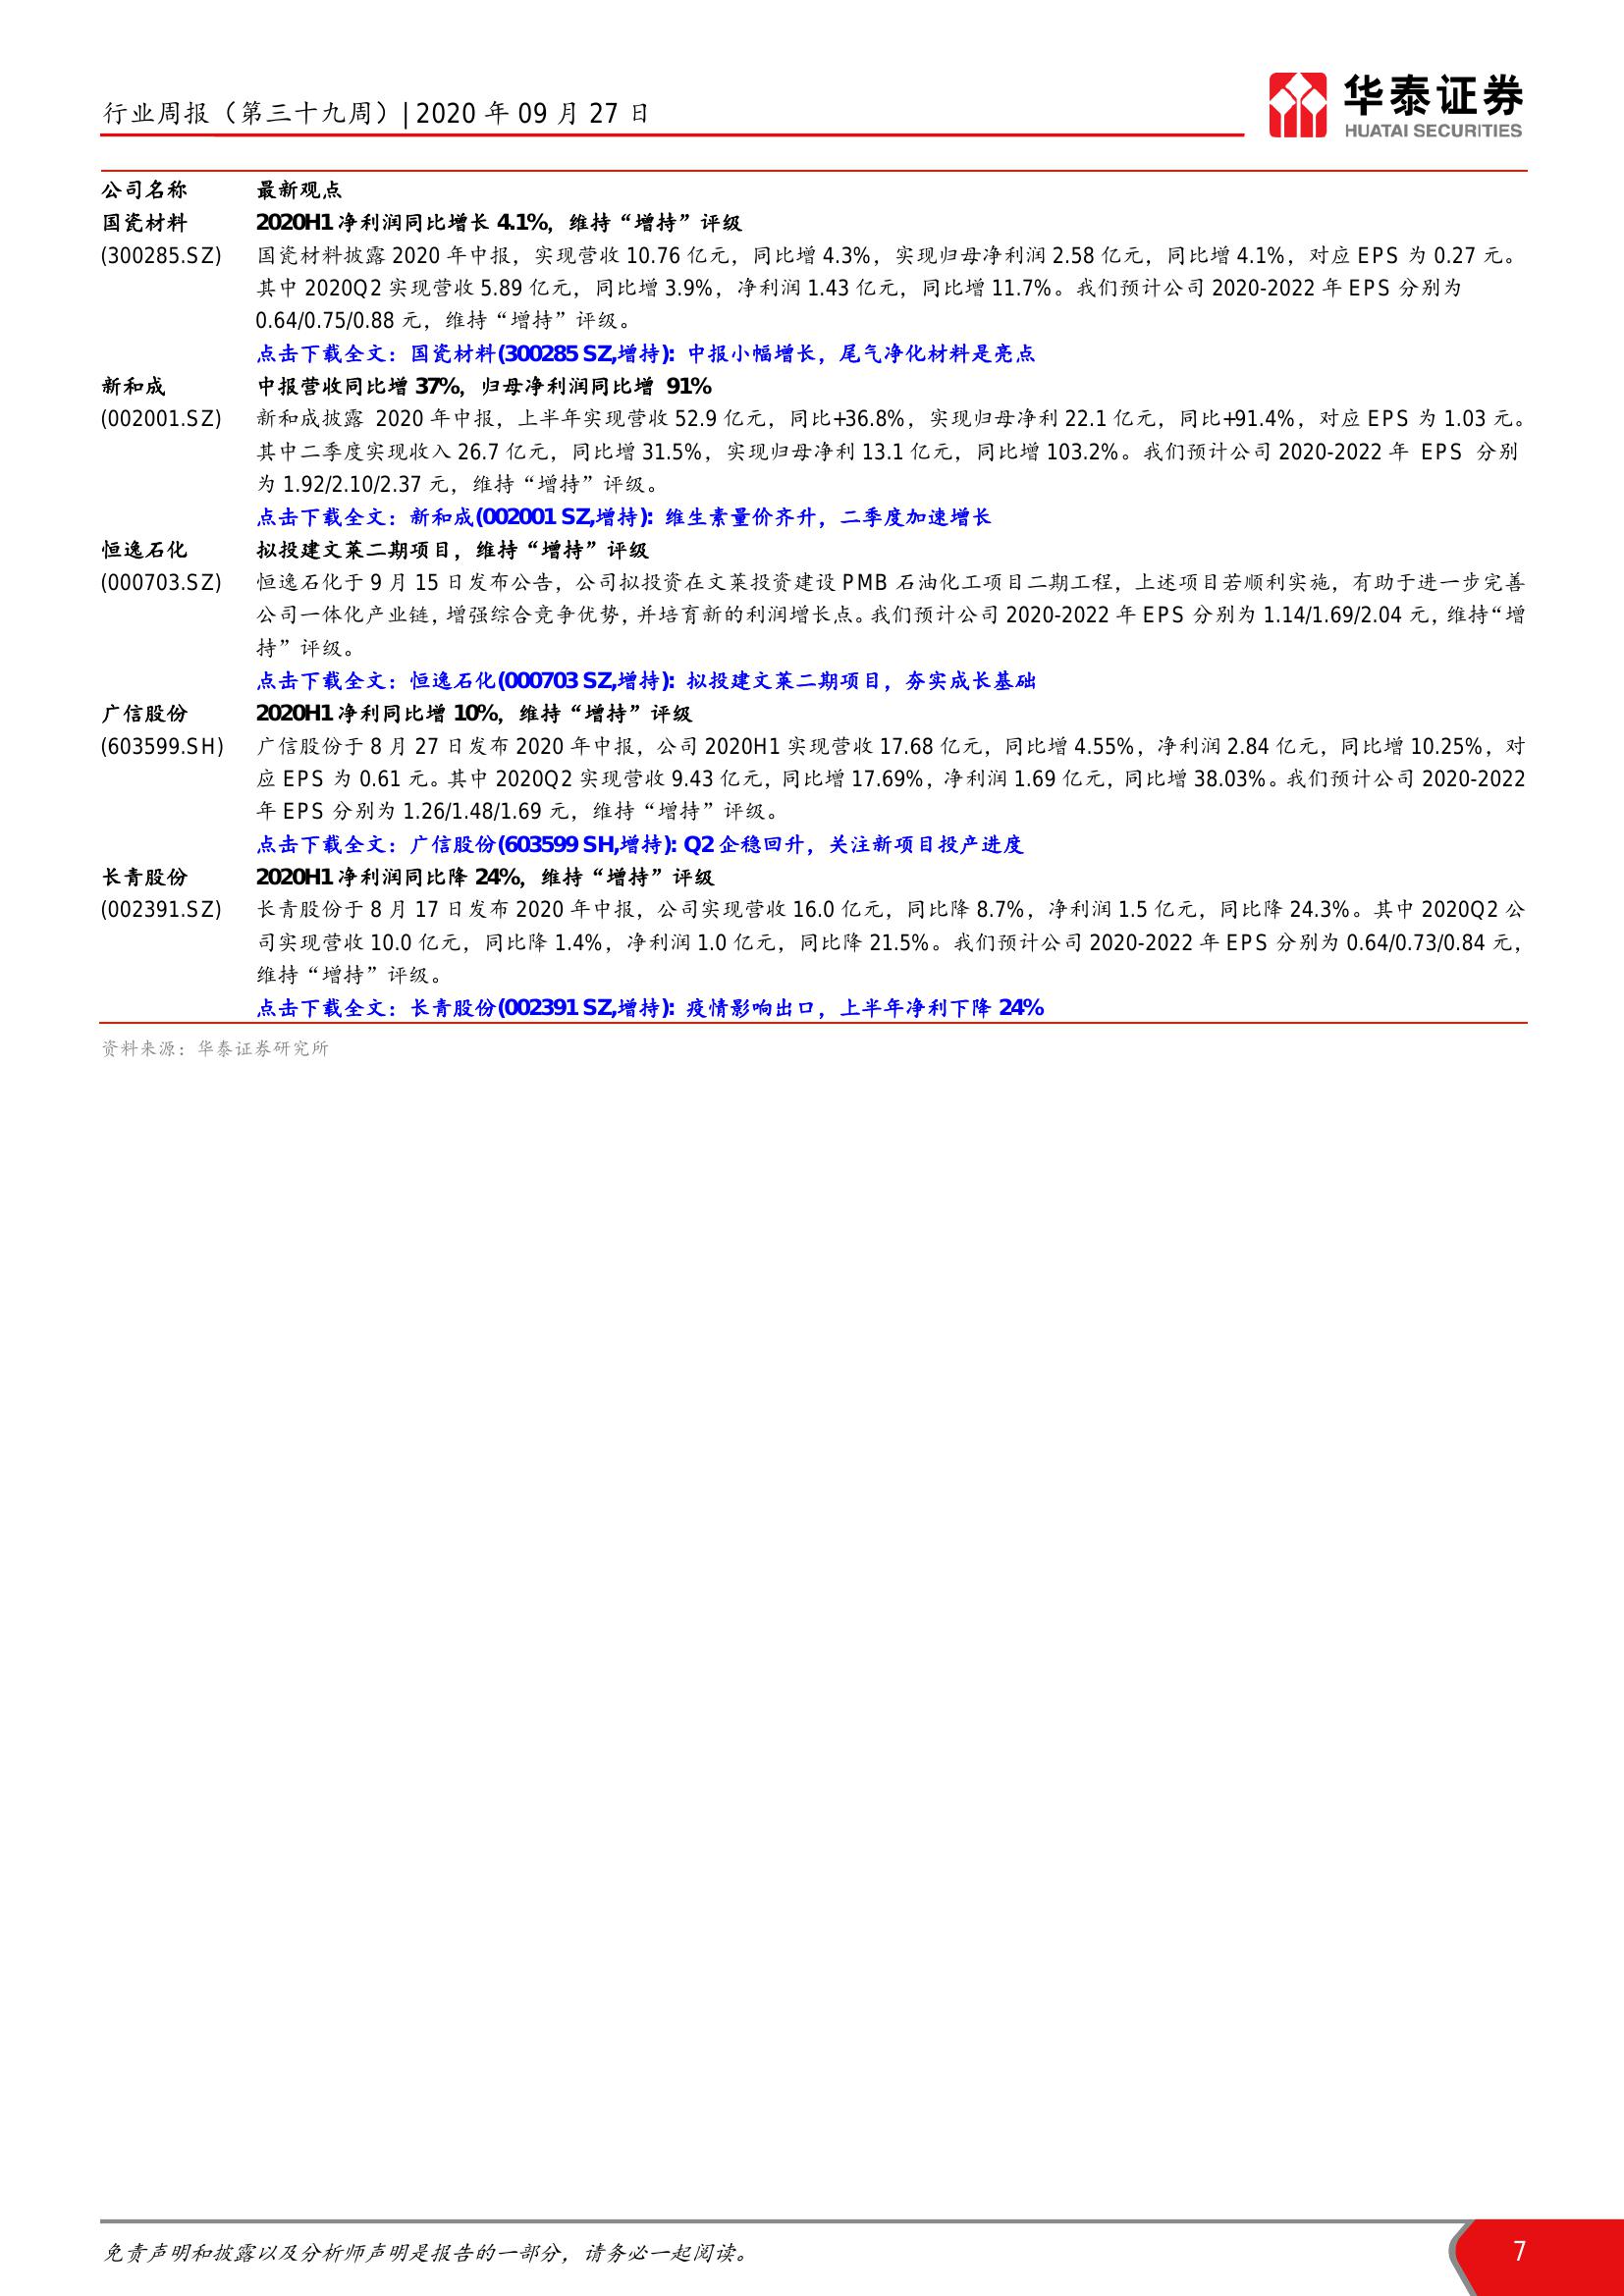 行业周报（第三十九周）| 2020 年 09 月 27 日
华泰证券
HUATAI SECURITIES
公司名称 最新观点
国瓷材料 2020H1 净利润同比增长 4.1%，维持“增持”评级
(300285.SZ) 国瓷材料披露 2020 年中报，实现营收 10.76 亿元，同比增 4.3%，实现归母净利润 2.58 亿元，同比增 4.1%，对应 EPS 为 0.27 元。
其中 2020Q2 实现营收 5.89 亿元，同比增 3.9%，净利润 1.43 亿元，同比增 11.7%。我们预计公司 2020-2022 年 EPS 分别为
0.64/0.75/0.88 元，维持“增持”评级。
点击下载全文：国瓷材料(300285 SZ,增持): 中报小幅增长，尾气净化材料是亮点
新和成 中报营收同比增 37%，归母净利润同比增 91%
(002001.SZ) 新和成披露 2020 年中报，上半年实现营收 52.9 亿元，同比+36.8%，实现归母净利 22.1 亿元，同比+91.4%，对应 EPS 为 1.03 元。
其中二季度实现收入 26.7 亿元，同比增 31.5%，实现归母净利 13.1 亿元，同比增 103.2%。我们预计公司 2020-2022 年 EPS 分别
为 1.92/2.10/2.37 元，维持“增持”评级。
点击下载全文：新和成(002001 SZ,增持): 维生素量价齐升，二季度加速增长
恒逸石化 拟投建文莱二期项目，维持“增持”评级
(000703.SZ) 恒逸石化于 9 月 15 日发布公告，公司拟投资在文莱投资建设 PMB 石油化工项目二期工程，上述项目若顺利实施，有助于进一步完善
公司一体化产业链，增强综合竞争优势，并培育新的利润增长点。我们预计公司 2020-2022 年 EPS 分别为 1.14/1.69/2.04 元，维持“增
持”评级。
点击下载全文：恒逸石化(000703 SZ,增持): 拟投建文莱二期项目，夯实成长基础
广信股份 2020H1 净利同比增 10%，维持“增持”评级
(603599.SH) 广信股份于 8 月 27 日发布 2020 年中报，公司 2020H1 实现营收 17.68 亿元，同比增 4.55%，净利润 2.84 亿元，同比增 10.25%，对
应 EPS 为 0.61 元。其中 2020Q2 实现营收 9.43 亿元，同比增 17.69%，净利润 1.69 亿元，同比增 38.03%。我们预计公司 2020-2022
年 EPS 分别为 1.26/1.48/1.69 元，维持“增持”评级。
点击下载全文：广信股份(603599 SH,增持): Q2 企稳回升，关注新项目投产进度
长青股份 2020H1 净利润同比降 24%，维持“增持”评级
(002391.SZ) 长青股份于 8 月 17 日发布 2020 年中报，公司实现营收 16.0 亿元，同比降 8.7%，净利润 1.5 亿元，同比降 24.3%。其中 2020Q2 公
司实现营收 10.0 亿元，同比降 1.4%，净利润 1.0 亿元，同比降 21.5%。我们预计公司 2020-2022 年 EPS 分别为 0.64/0.73/0.84 元，
维持“增持”评级。
点击下载全文：长青股份(002391 SZ,增持): 疫情影响出口，上半年净利下降 24%
资料来源：华泰证券研究所
免责声明和披露以及分析师声明是报告的一部分，请务必一起阅读。
7